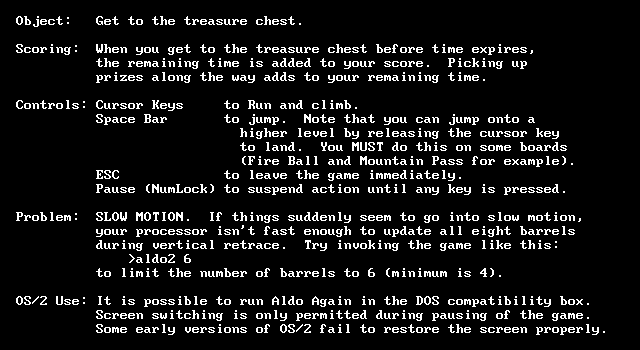 Object:   Get to the treasure chest.
Scoring:  When you get to the treasure chest before time expires,
the remaining time is added to your score.  Picking up
prizes along the way adds to your remaining time.
Controls: Cursor Keys     to Run and climb.
Space Bar       to jump.  Note that you can jump onto a
higher level by releasing the cursor key
to land.  You MUST do this on some boards
(Fire Ball and Mountain Pass for example).
ESC             to leave the game immediately.
Pause (NumLock) to suspend action until any key is pressed.
Problem:  SLOW MOTION.  If things suddenly seem to go into slow motion,
your processor isn't fast enough to update all eight barrels
during vertical retrace.  Try invoking the game like this:
>aldo2 6
to limit the number of barrels to 6 (minimum is 4).
OS/2 Use: It is possible to run Aldo Again in the DOS compatibility box.
Screen switching is only permitted during pausing of the game.
Some early versions of OS/2 fail to restore the screen properly.